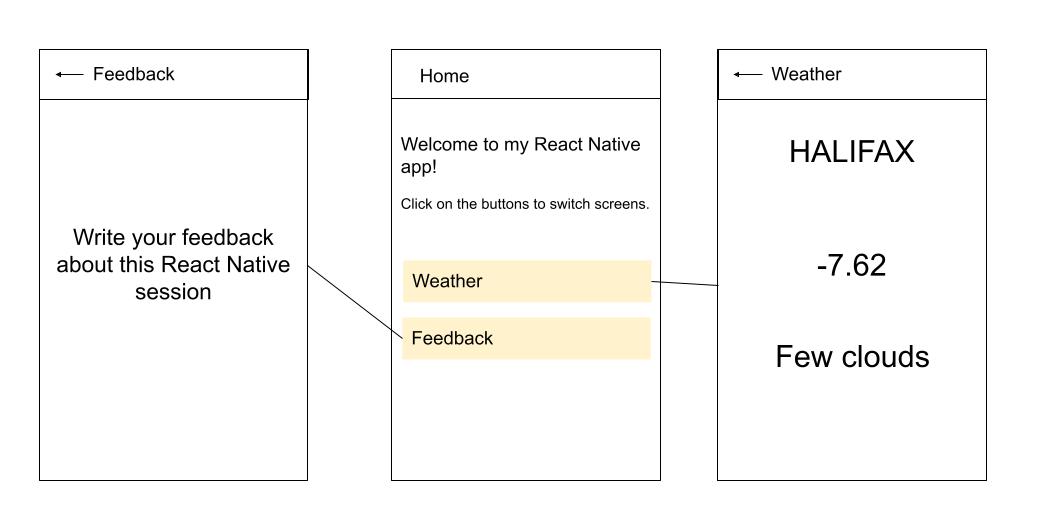 Feedback
Write your feedback
about this React Native
session
Home
Welcome to my React Native
app!
Click on the buttons to switch screens.
Weather
Feedback
Weather
HALIFAX
-7.62
Few clouds